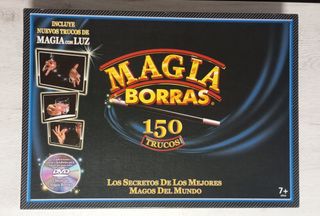 INCLUYE
NUEVOS TRUCOS DE
MAGIA CON LUZ
MAGIA
BORRAS
150
TRUCOS!
DVD
LOS SECRETOS DE LOS MEJORES
MAGOS DEL MUNDO
7+